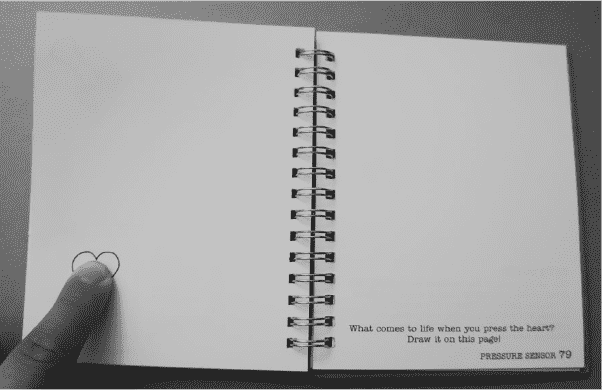 What comes to life when you press the heart?
Draw it on this page!
PRESSURE SENSOR 79